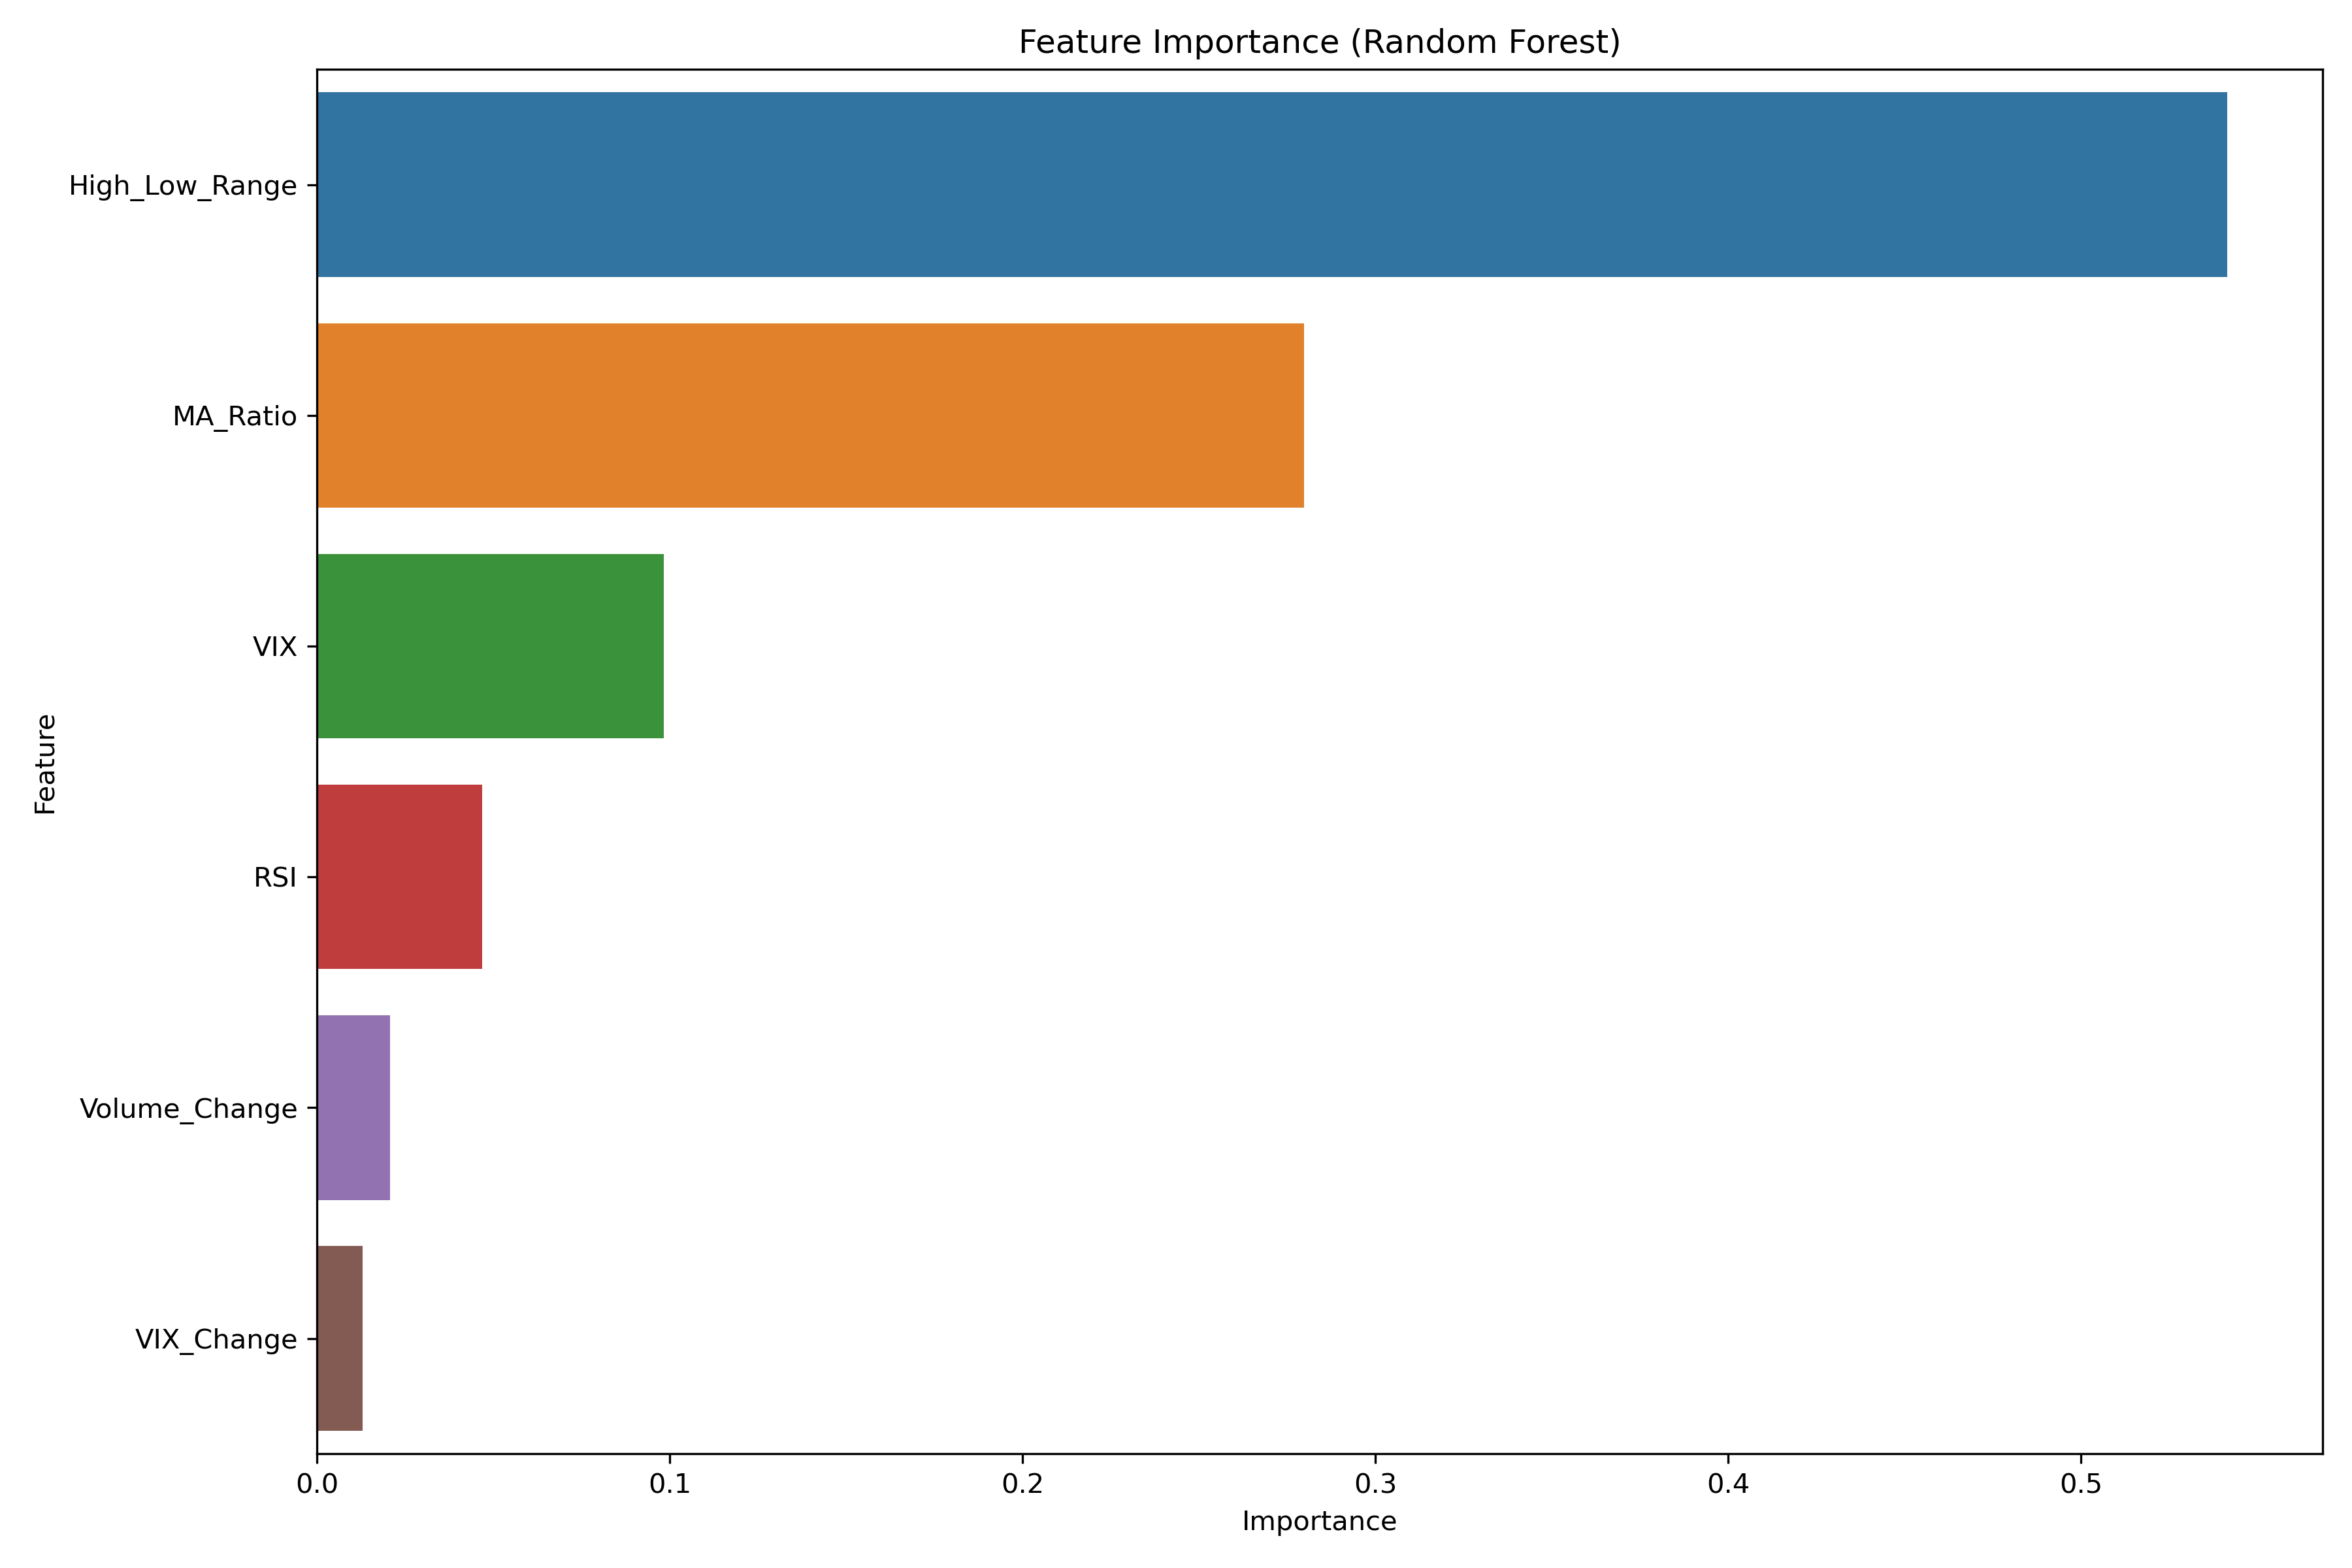 Feature Importance (Random Forest)
High_Low_Range
MA_Ratio
VIX
RSI
Volume_Change
VIX_Change
Feature
0.0 0.1 0.2 0.3 0.4 0.5
Importance